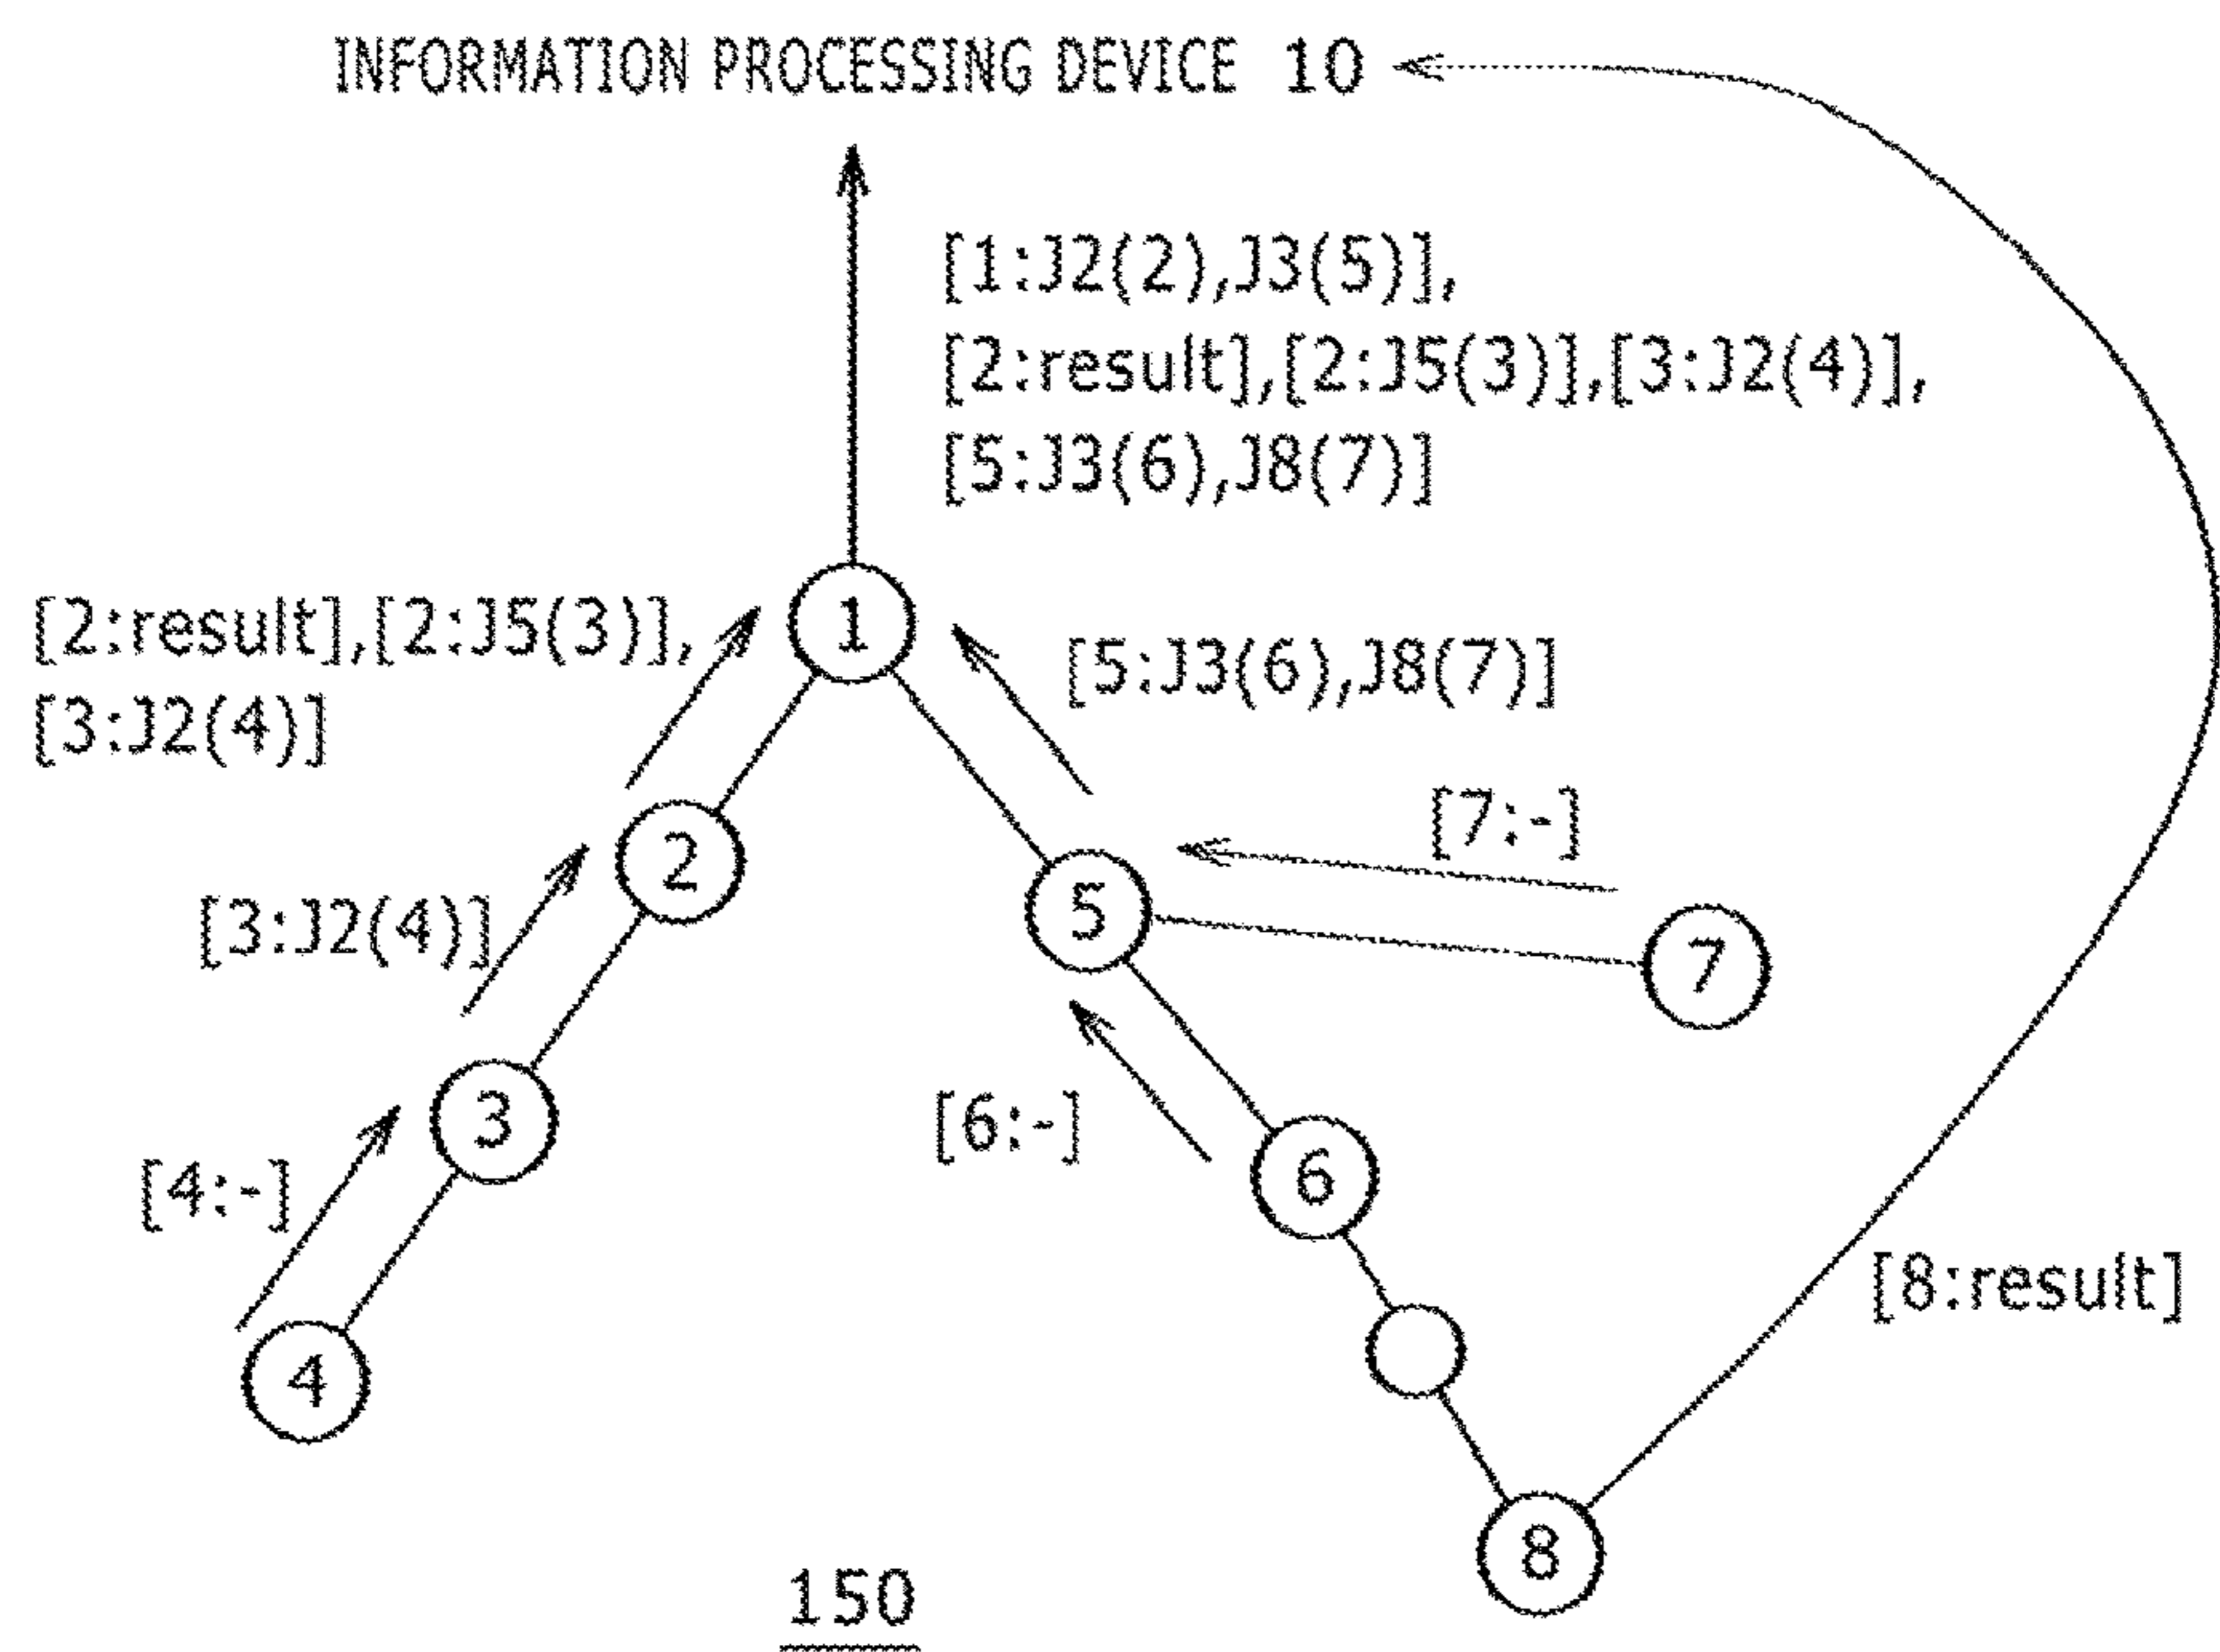 INFORMATION PROCESSING DEVICE 10
[1:J2(2),J3(5)],
[2:result],[2:J5(3)],[3:J2(4)],
[5:J3(6),J8(7)]
1
[2:result],[2:J5(3)],
[3:J2(4)]
[5:J3(6),J8(7)]
[7:-]
2
5
[3:J2(4)]
7
3
[6:-]
6
[4:-]
[8:result]
4
8
150